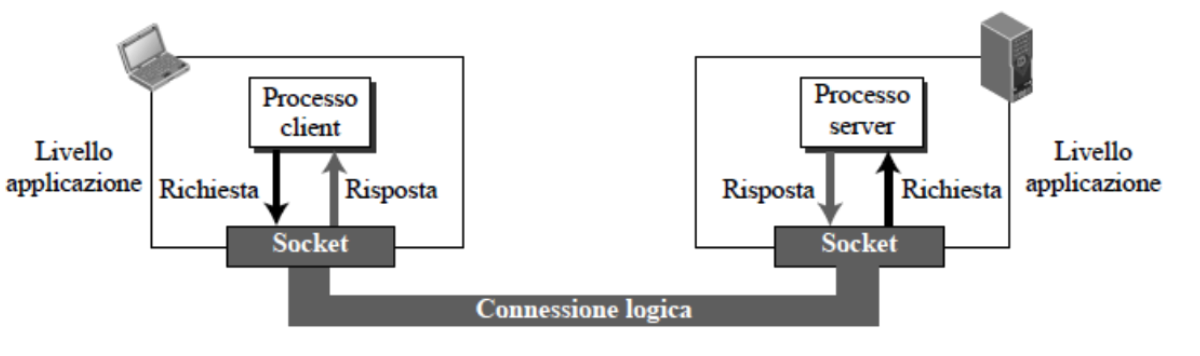 Processo
client
Livello
applicazione
Richiesta
Risposta
Socket
Processo
server
Livello
applicazione
Risposta
Richiesta
Socket
Connessione logica